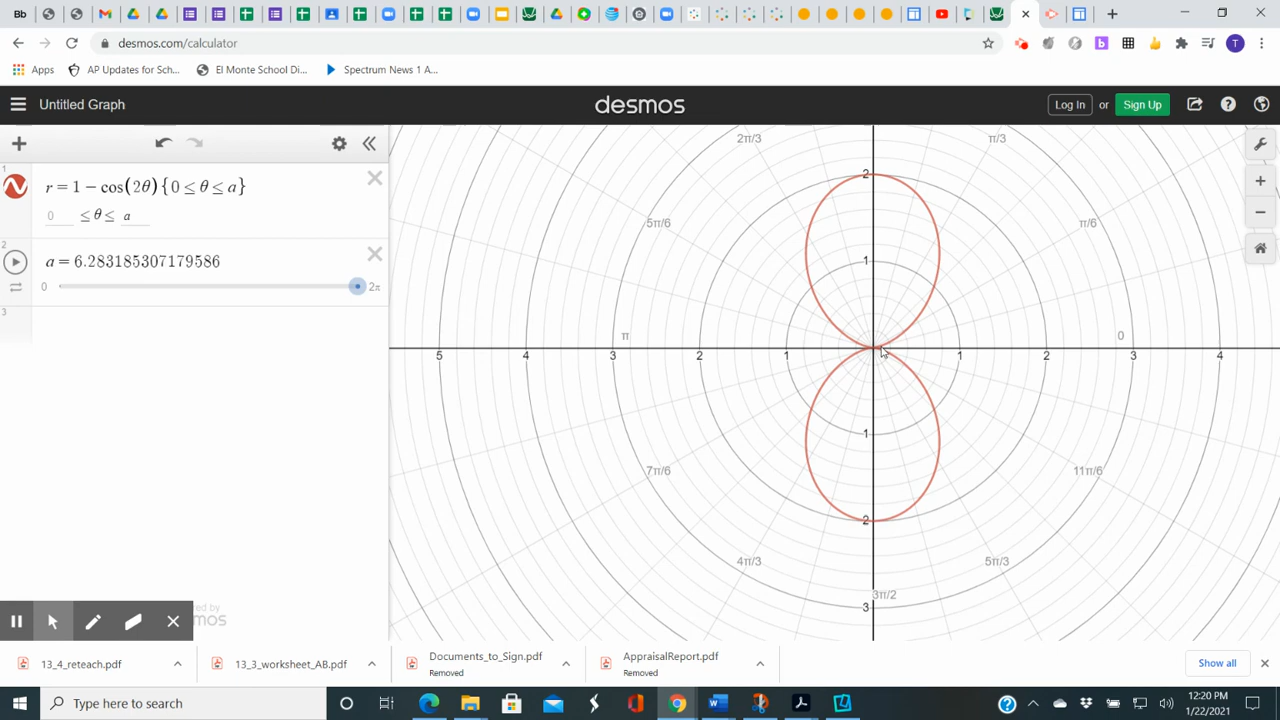 Bb
desmos.com/calculator
T
Apps
AP Updates for Sch...
El Monte School Di...
Spectrum News 1 A...
Untitled Graph
desmos
Log In or Sign Up
1
r = 1 − cos(2θ) {0 ≤ θ ≤ a}
0 ≤ θ ≤ a
2
a = 6.283185307179586
0 2π
3
2π/3 π/3
2
5π/6 π/6
1
π 0
5 4 3 2 1 1 2 3 4
1
7π/6 11π/6
2
4π/3 5π/3
3π/2
3
13_4_reteach.pdf
13_3_worksheet_AB.pdf
Documents_to_Sign.pdf
Removed
AppraisalReport.pdf
Removed
Show all
Type here to search
12:20 PM
1/22/2021